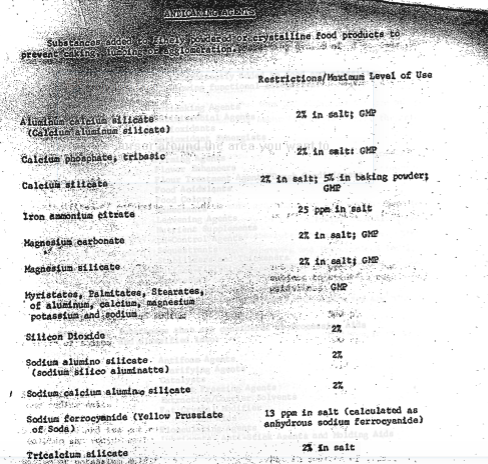 ANTICAKING AGENTS
Substances added to finely powdered or crystalline food products to
prevent caking, lumping or agglomeration.
Restrictions/Maximum Level of Use
Aluminum calcium silicate 2% in salt; GMP
(Calcium aluminum silicate)
Calcium phosphate, tribasic 2% in salt: GMP
Calcium silicate 2% in salt; 5% in baking powder;
GMP
Iron ammonium citrate 25 ppm in salt
Magnesium carbonate 2% in salt; GMP
Magnesium silicate 2% in salt; GMP
Myristates, Palmitates, Stearates, GMP
of aluminum, calcium, magnesium
potassium and sodium
Silicon Dioxide 2%
Sodium alumino silicate 2%
(sodium silico aluminatte)
Sodium calcium alumino silicate 2%
Sodium ferrocyanide (Yellow Prussiate 13 ppm in salt (calculated as
of Soda) anhydrous sodium ferrocyanide)
Tricalcium silicate 2% in salt